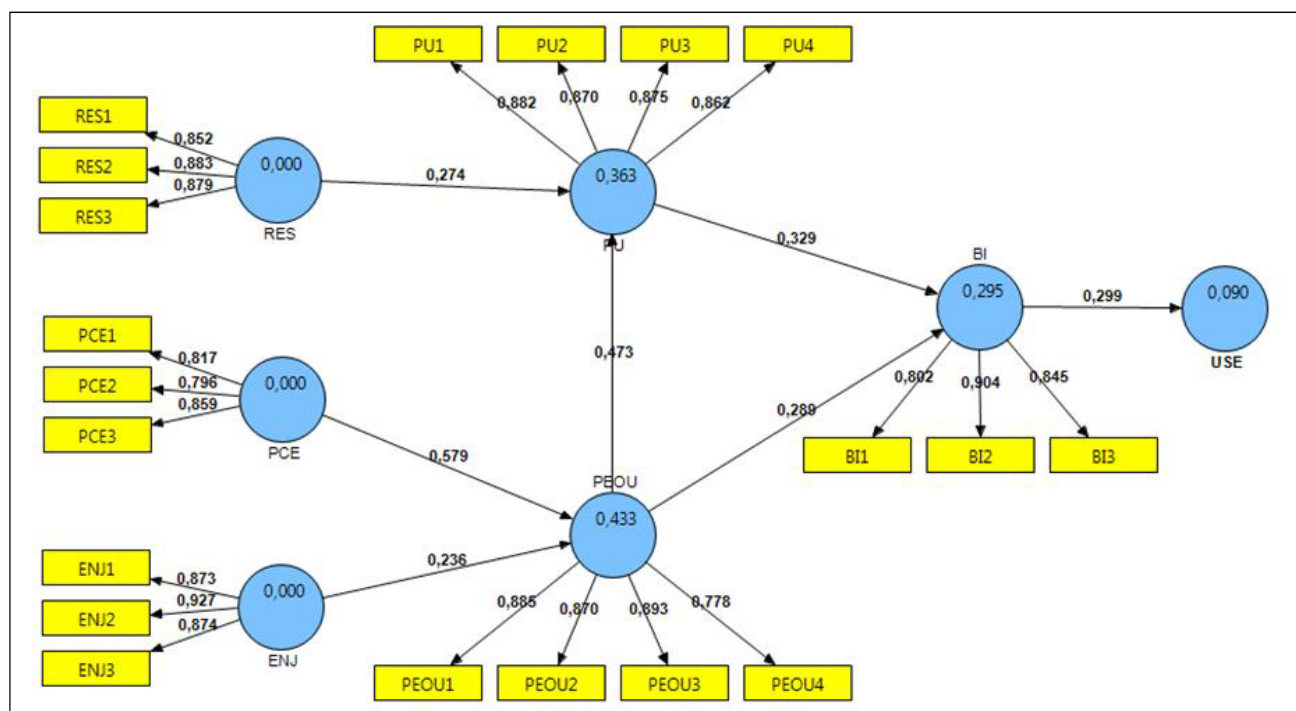 PU1 PU2 PU3 PU4
0,882 0,870 0,875 0,862
RES1
RES2
RES3
0,852
0,883
0,879
0,000
RES
0,274
0,363
PU
0,329
BI
0,295
0,299
0,090
USE
0,802 0,904 0,845
BI1 BI2 BI3
PCE1
PCE2
PCE3
0,817
0,796
0,859
0,000
PCE
0,473
0,289
0,579
PEOU
0,433
0,236
ENJ1
ENJ2
ENJ3
0,873
0,927
0,874
0,000
ENJ
0,885 0,870 0,893 0,778
PEOU1 PEOU2 PEOU3 PEOU4